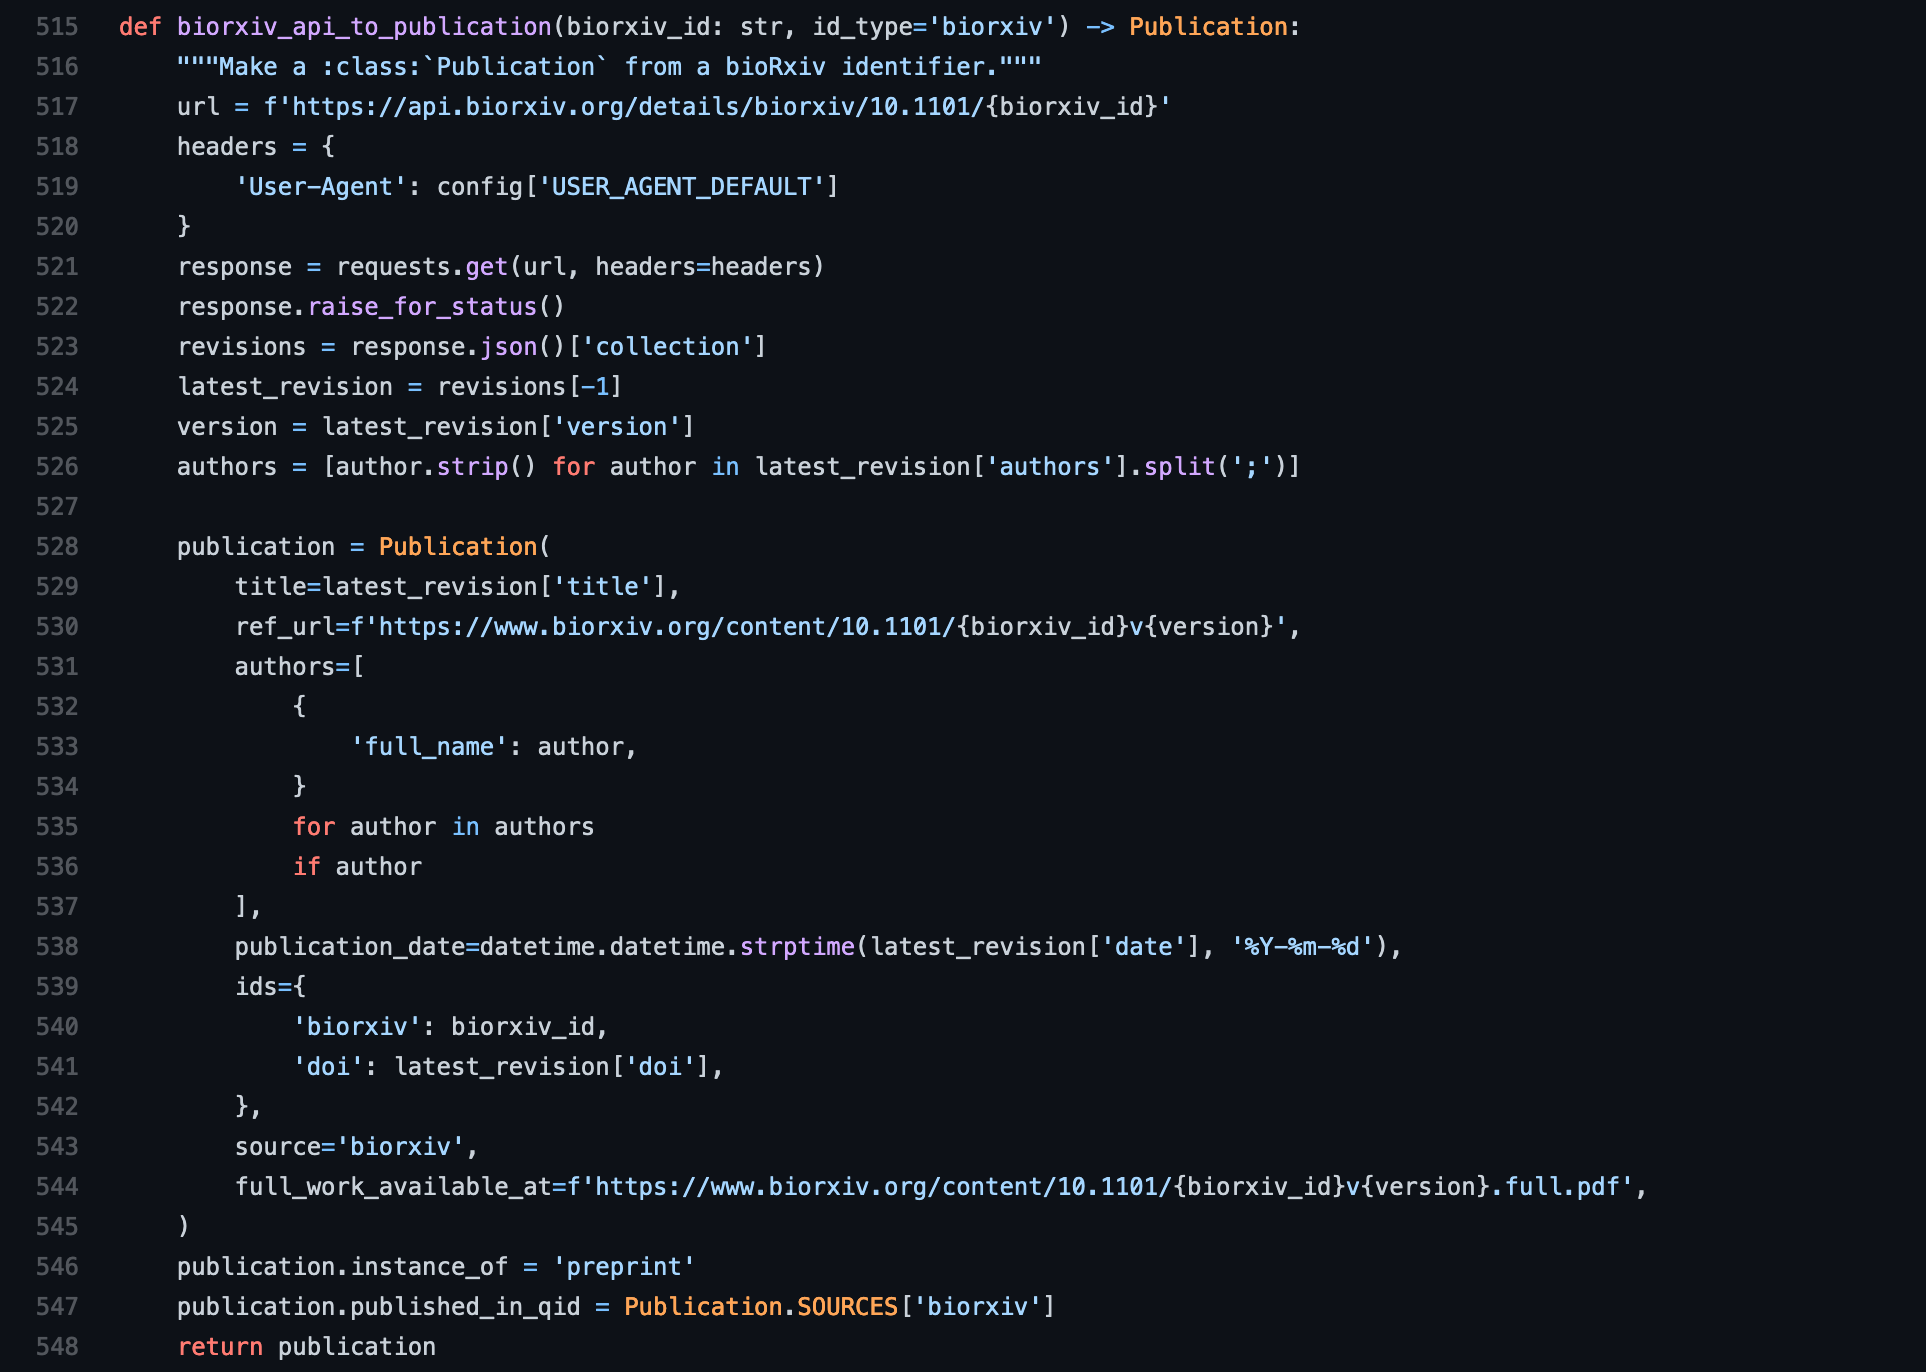 515 def biorxiv_api_to_publication(biorxiv_id: str, id_type='biorxiv') -> Publication:
516     """Make a :class:`Publication` from a bioRxiv identifier."""
517     url = f'https://api.biorxiv.org/details/biorxiv/10.1101/{biorxiv_id}'
518     headers = {
519         'User-Agent': config['USER_AGENT_DEFAULT']
520     }
521     response = requests.get(url, headers=headers)
522     response.raise_for_status()
523     revisions = response.json()['collection']
524     latest_revision = revisions[-1]
525     version = latest_revision['version']
526     authors = [author.strip() for author in latest_revision['authors'].split(';')]
527
528     publication = Publication(
529         title=latest_revision['title'],
530         ref_url=f'https://www.biorxiv.org/content/10.1101/{biorxiv_id}v{version}',
531         authors=[
532             {
533                 'full_name': author,
534             }
535             for author in authors
536             if author
537         ],
538         publication_date=datetime.datetime.strptime(latest_revision['date'], '%Y-%m-%d'),
539         ids={
540             'biorxiv': biorxiv_id,
541             'doi': latest_revision['doi'],
542         },
543         source='biorxiv',
544         full_work_available_at=f'https://www.biorxiv.org/content/10.1101/{biorxiv_id}v{version}.full.pdf',
545     )
546     publication.instance_of = 'preprint'
547     publication.published_in_qid = Publication.SOURCES['biorxiv']
548     return publication